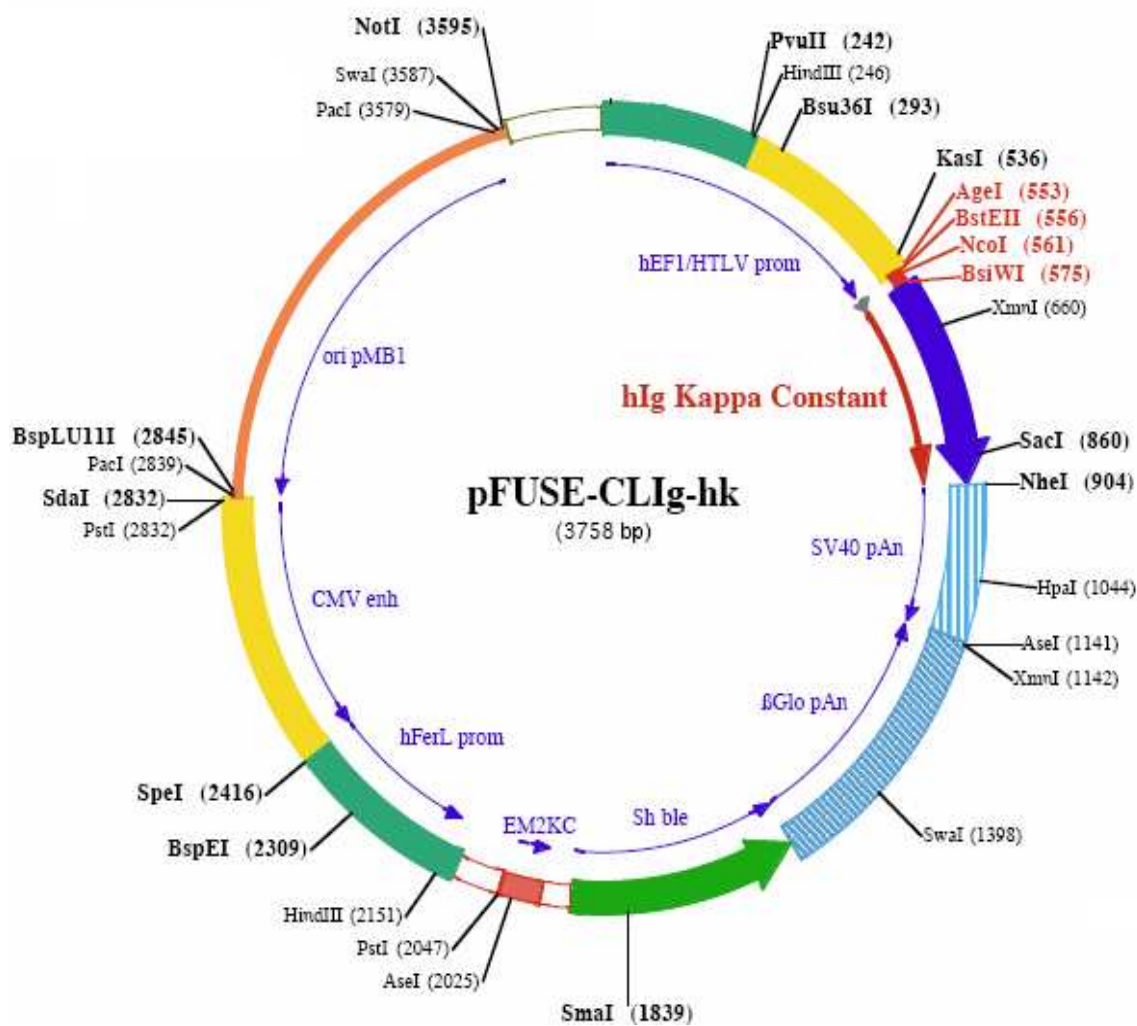 NotI (3595)
SwaI (3587)
PacI (3579)
PvuII (242)
HindIII (246)
Bsu36I (293)
KasI (536)
AgeI (553)
BstEII (556)
NcoI (561)
BsiWI (575)
XmnI (660)
hEF1/HTLV prom
ori pMB1
hIg Kappa Constant
BspLU11I (2845)
PacI (2839)
SdaI (2832)
PstI (2832)
SacI (860)
NheI (904)
pFUSE-CLIg-hk
(3758 bp)
SV40 pAn
HpaI (1044)
CMV enh
AseI (1141)
XmnI (1142)
ßGlo pAn
hFerL prom
SpeI (2416)
BspEI (2309)
EM2KC
Sh ble
SwaI (1398)
HindIII (2151)
PstI (2047)
AseI (2025)
SmaI (1839)